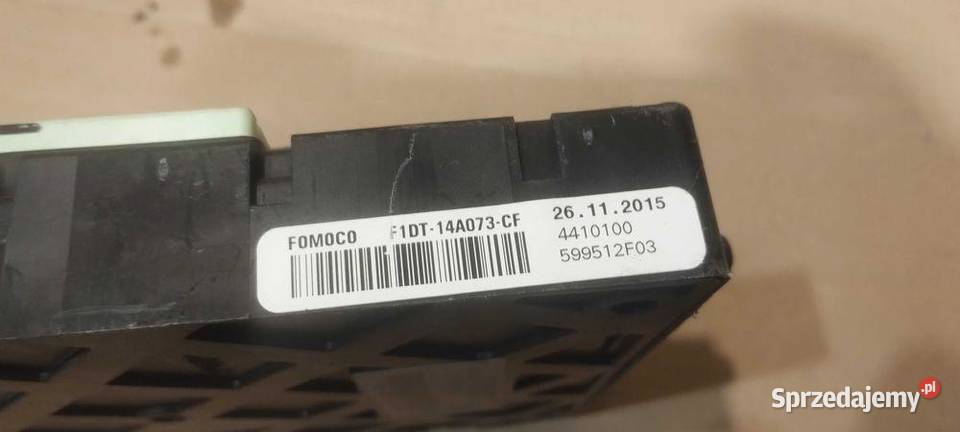 FOMOCO F1DT-14A073-CF
26.11.2015
4410100
599512F03
Sprzedajemy.pl